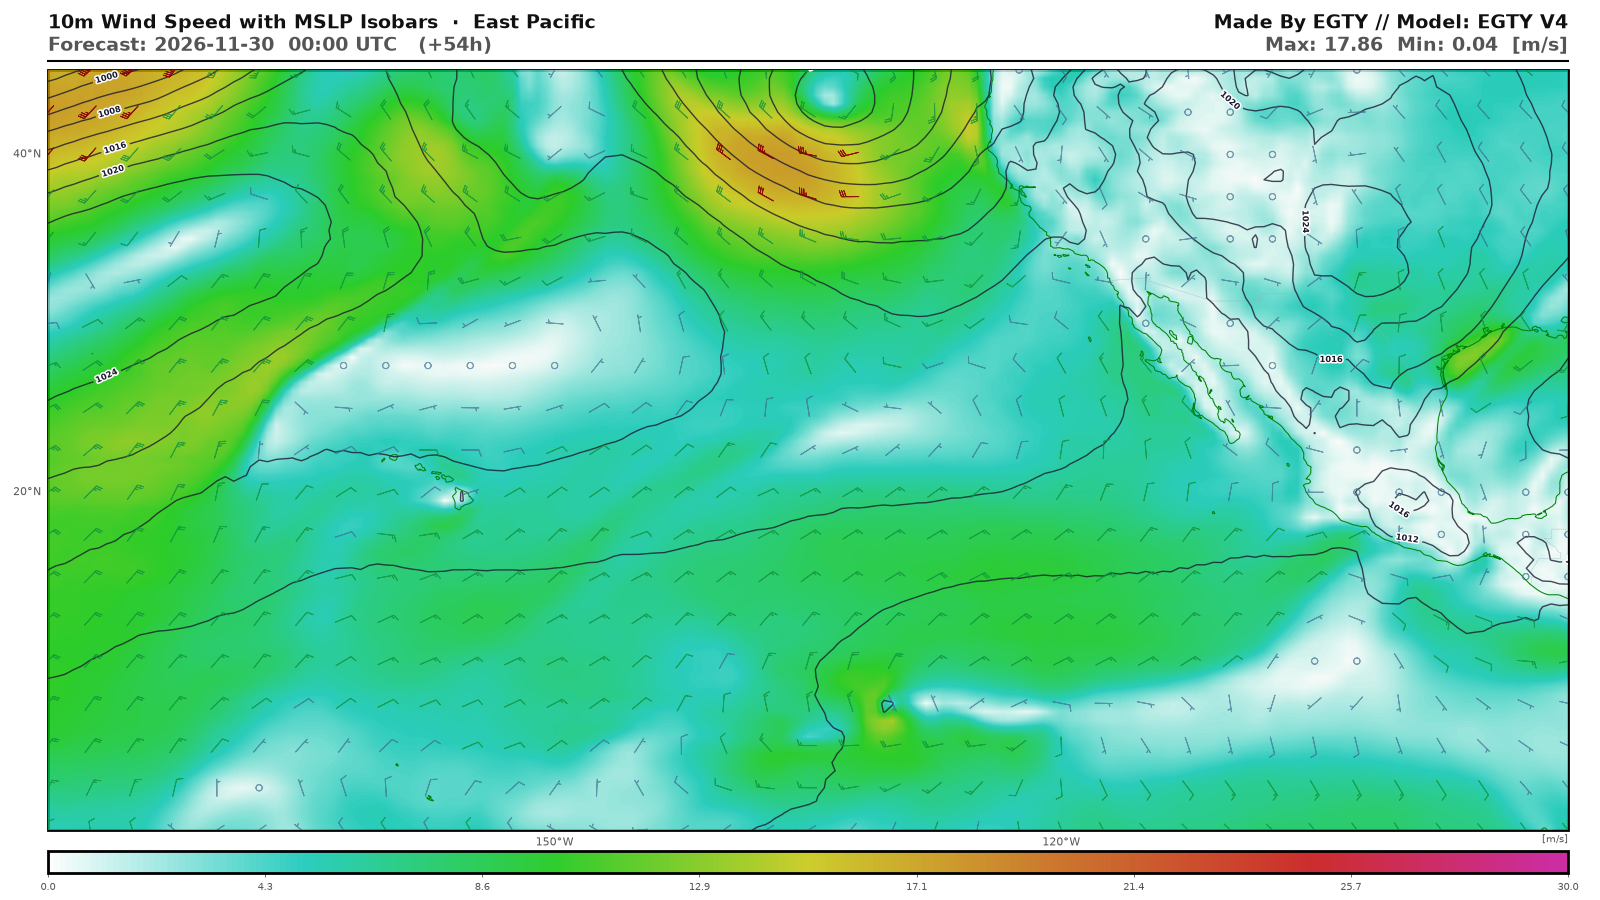 10m Wind Speed with MSLP Isobars · East Pacific
Made By EGTY // Model: EGTY V4
Forecast: 2026-11-30 00:00 UTC (+54h)
Max: 17.86 Min: 0.04 [m/s]
1000
1008
1016
1020
1024
1020
1024
1016
1016
1012
40°N
20°N
150°W
120°W
[m/s]
0.0 4.3 8.6 12.9 17.1 21.4 25.7 30.0